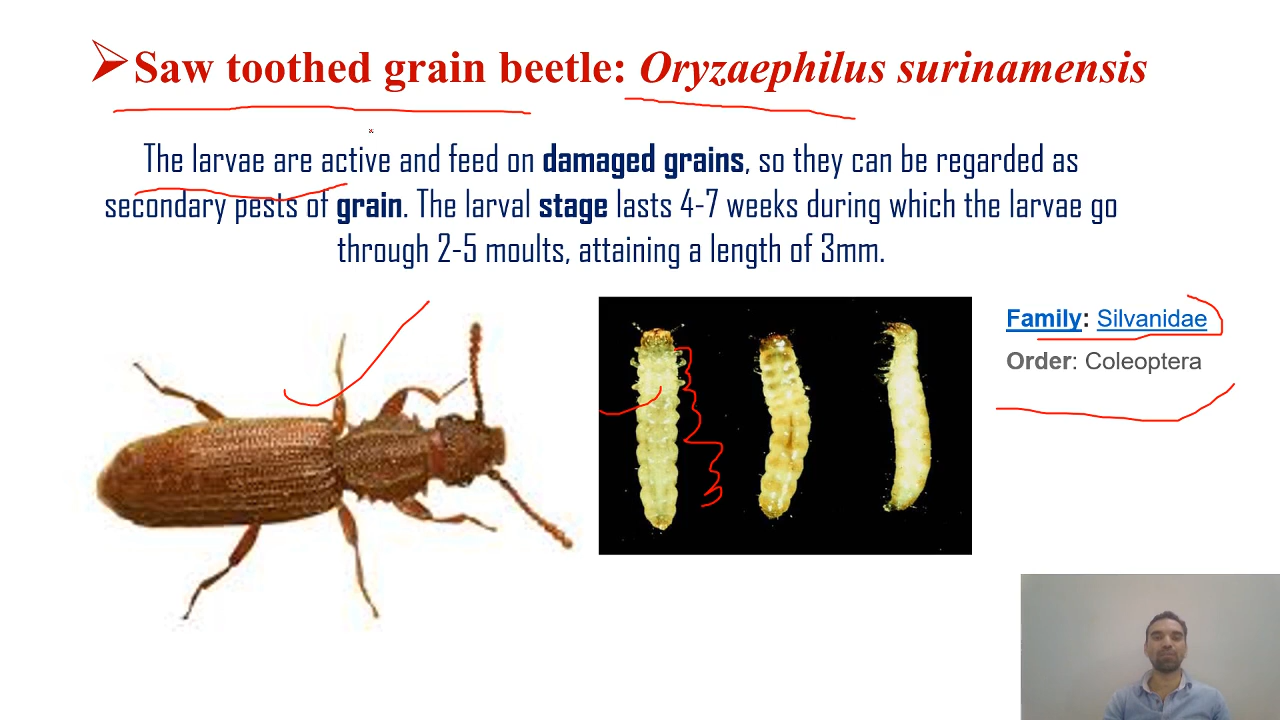 ➢Saw toothed grain beetle: Oryzaephilus surinamensis
The larvae are active and feed on damaged grains, so they can be regarded as
secondary pests of grain. The larval stage lasts 4-7 weeks during which the larvae go
through 2-5 moults, attaining a length of 3mm.
Family: Silvanidae
Order: Coleoptera